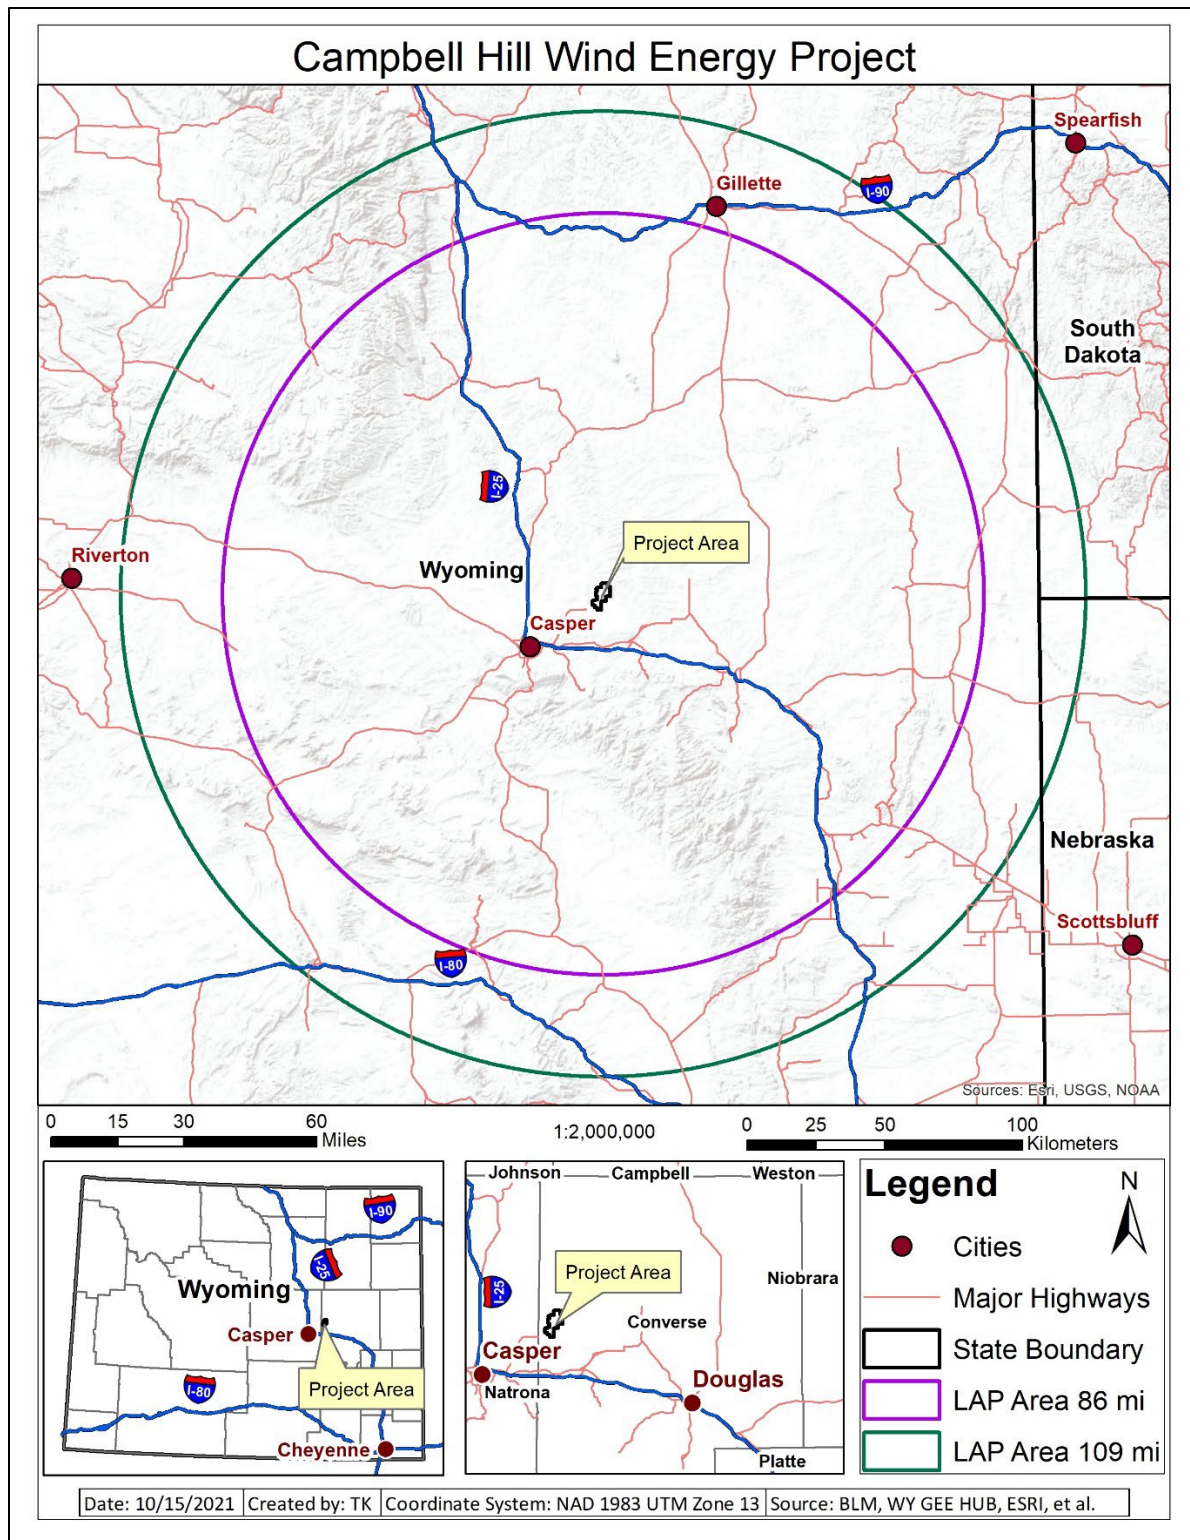 Campbell Hill Wind Energy Project
Spearfish
Gillette
I-90
South
Dakota
I-25
Project Area
Riverton
Wyoming
Casper
Nebraska
Scottsbluff
I-80
Sources: Esri, USGS, NOAA
0 15 30 60
Miles
1:2,000,000
0 25 50 100
Kilometers
I-90
I-25
Wyoming
Casper
Project Area
I-80
Cheyenne
Johnson Campbell Weston
Project Area
I-25
Niobrara
Converse
Casper
Natrona
Douglas
Platte
Legend
N
Cities
Major Highways
State Boundary
LAP Area 86 mi
LAP Area 109 mi
Date: 10/15/2021 Created by: TK Coordinate System: NAD 1983 UTM Zone 13 Source: BLM, WY GEE HUB, ESRI, et al.